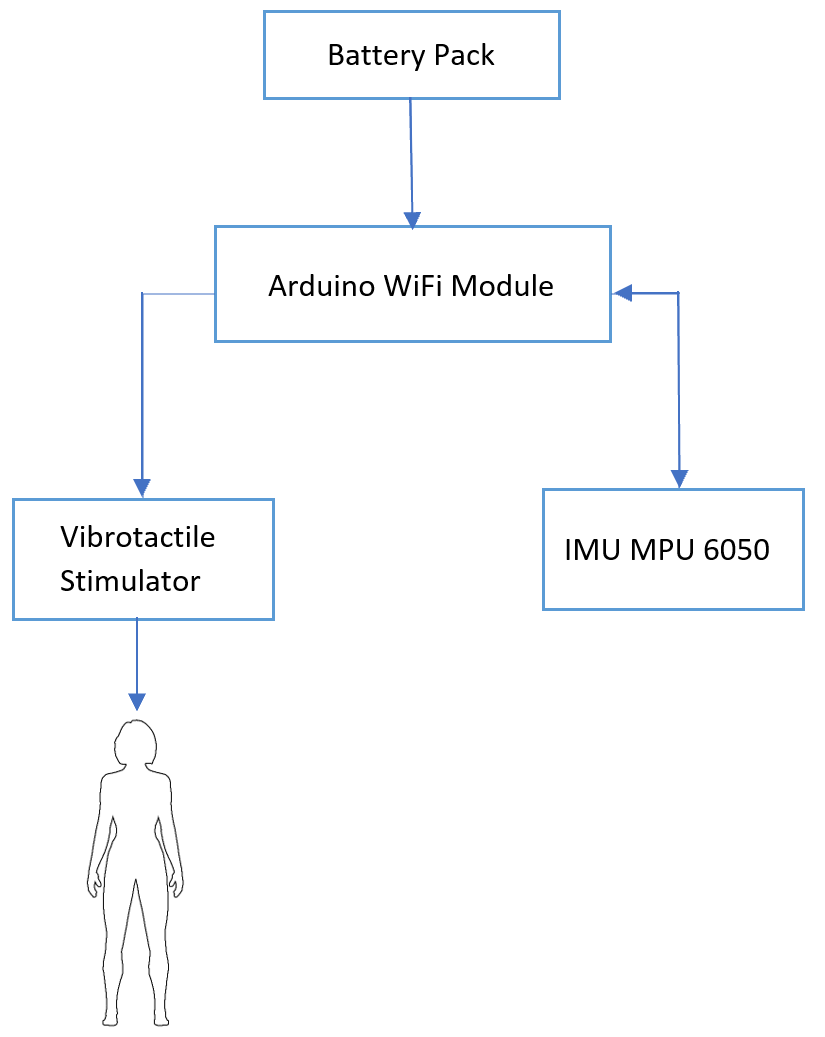 Battery Pack
Arduino WiFi Module
Vibrotactile
Stimulator
IMU MPU 6050